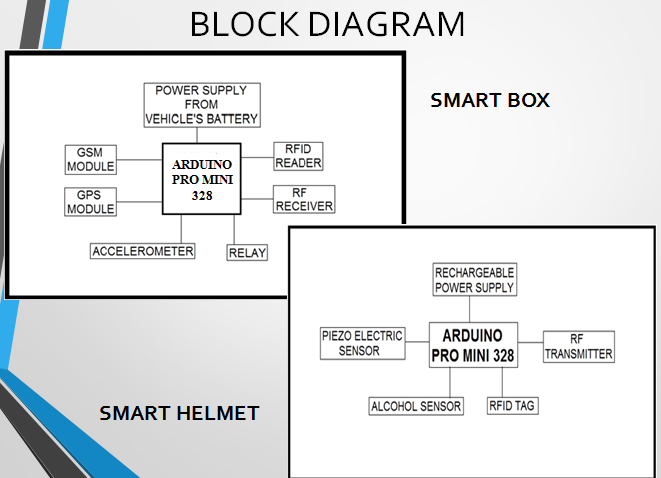 BLOCK DIAGRAM
SMART BOX
POWER SUPPLY
FROM
VEHICLE'S BATTERY
GSM
MODULE
ARDUINO
PRO MINI
328
RFID
READER
GPS
MODULE
RF
RECEIVER
ACCELEROMETER
RELAY
SMART HELMET
RECHARGEABLE
POWER SUPPLY
PIEZO ELECTRIC
SENSOR
ARDUINO
PRO MINI 328
RF
TRANSMITTER
ALCOHOL SENSOR
RFID TAG